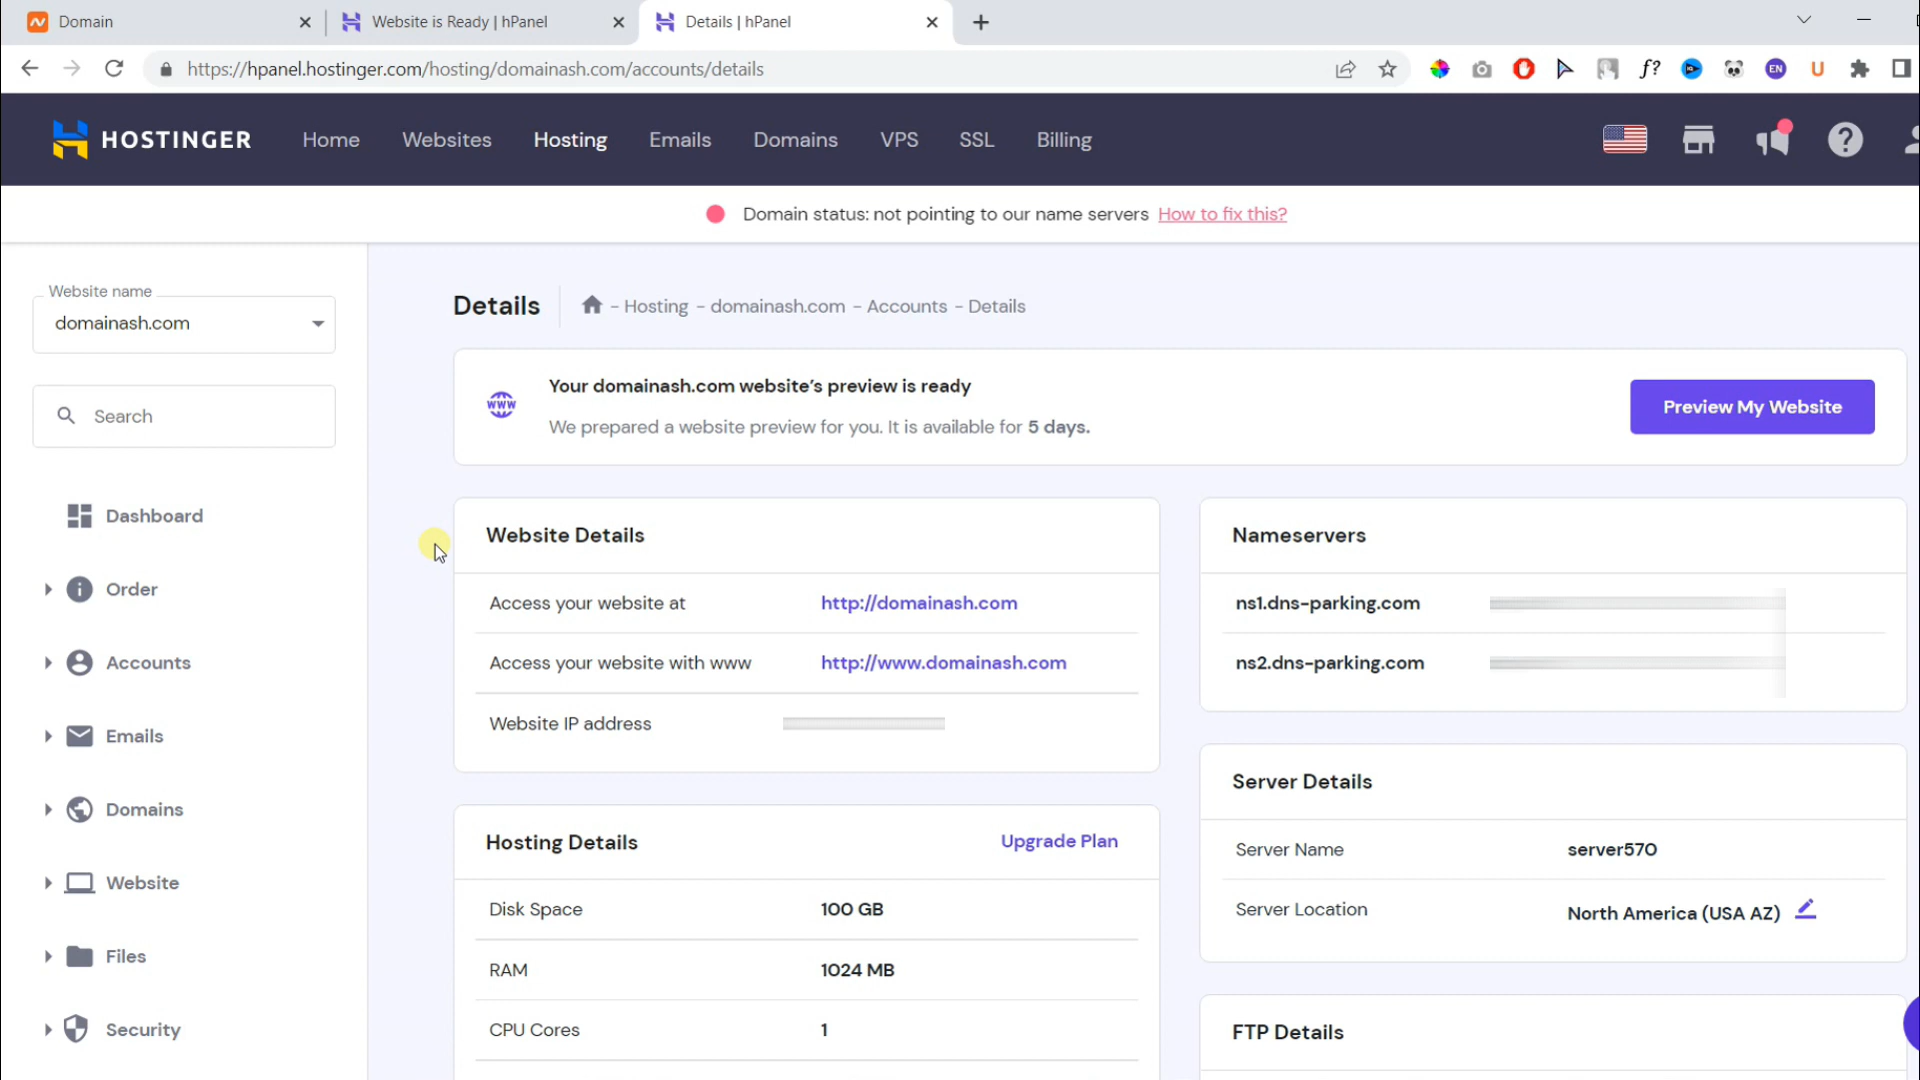 Domain
Website is Ready | hPanel
Details | hPanel
https://hpanel.hostinger.com/hosting/domainash.com/accounts/details
f?
EN
U
HOSTINGER
Home
Websites
Hosting
Emails
Domains
VPS
SSL
Billing
Domain status: not pointing to our name servers How to fix this?
Website name
domainash.com
Search
Dashboard
Order
Accounts
Emails
Domains
Website
Files
Security
Details
- Hosting - domainash.com - Accounts - Details
www
Your domainash.com website's preview is ready
We prepared a website preview for you. It is available for 5 days.
Preview My Website
Website Details
Access your website at http://domainash.com
Access your website with www http://www.domainash.com
Website IP address
Hosting Details
Upgrade Plan
Disk Space 100 GB
RAM 1024 MB
CPU Cores 1
Nameservers
ns1.dns-parking.com
ns2.dns-parking.com
Server Details
Server Name server570
Server Location North America (USA AZ)
FTP Details